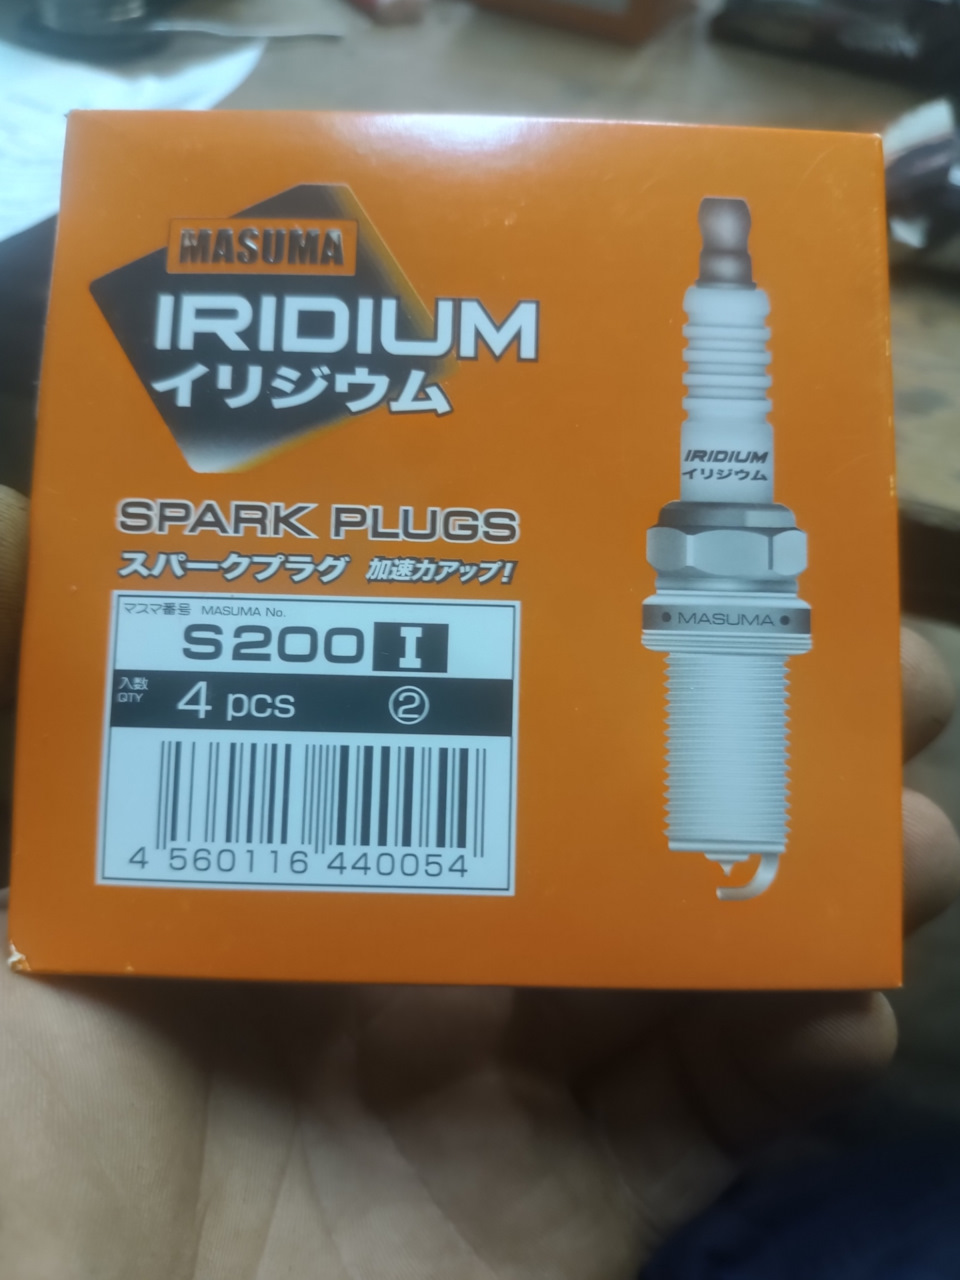 MASUMA
IRIDIUM
イリジウム
SPARK PLUGS
スパークプラグ 加速力アップ!
マスマ番号 MASUMA No.
S200 I
入数
QTY
4 pcs ②
4 560116 440054
IRIDIUM
イリジウム
• MASUMA •